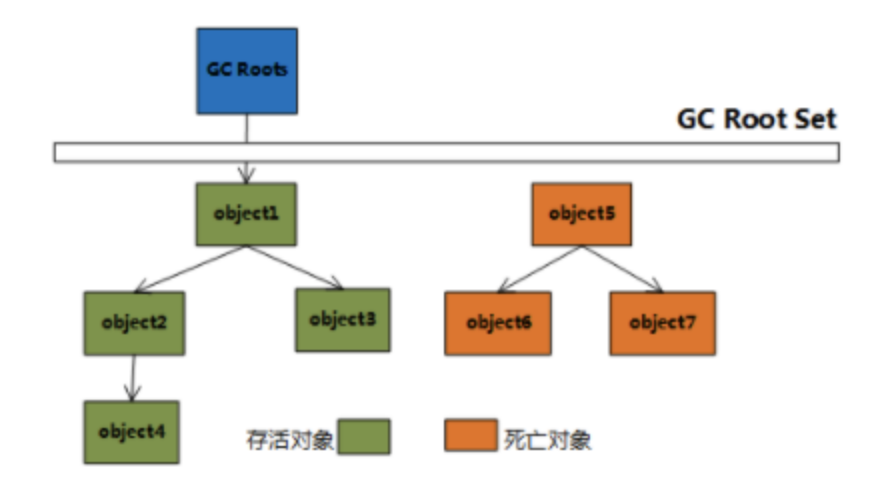 GC Roots
GC Root Set
object1
object5
object2
object3
object6
object7
object4
存活对象
死亡对象